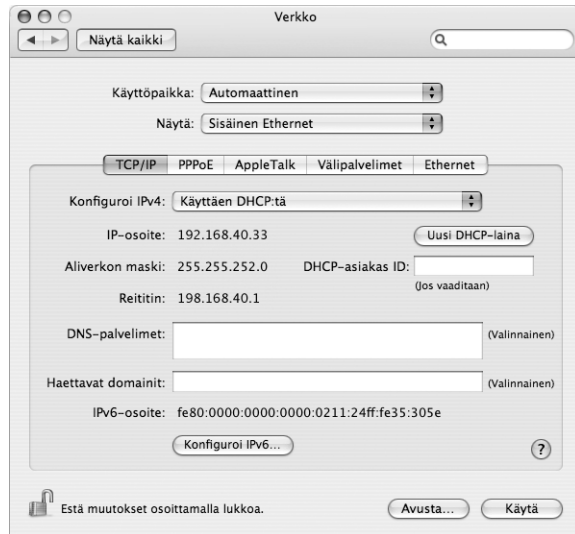 Verkko
Näytä kaikki
Käyttöpaikka: Automaattinen
Näytä: Sisäinen Ethernet
TCP/IP PPPoE AppleTalk Välipalvelimet Ethernet
Konfiguroi IPv4: Käyttäen DHCP:tä
IP-osoite: 192.168.40.33 Uusi DHCP-laina
Aliverkon maski: 255.255.252.0 DHCP-asiakas ID:
(Jos vaaditaan)
Reititin: 198.168.40.1
DNS-palvelimet: (Valinnainen)
Haettavat domainit: (Valinnainen)
IPv6-osoite: fe80:0000:0000:0000:0211:24ff:fe35:305e
Konfiguroi IPv6... ?
Estä muutokset osoittamalla lukkoa. Avusta... Käytä